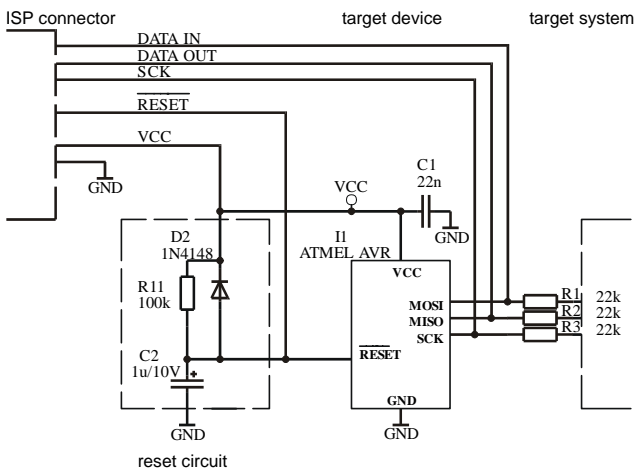 ISP connector
target device
target system
DATA IN
DATA OUT
SCK
RESET
VCC
GND
VCC
C1
22n
GND
D2
1N4148
R11
100k
C2
1u/10V
GND
reset circuit
I1
ATMEL AVR
VCC
MOSI
MISO
SCK
RESET
GND
GND
R1 22k
R2 22k
R3 22k